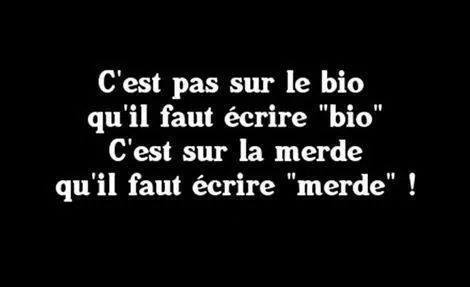 C'est pas sur le bio
qu'il faut écrire "bio"
C'est sur la merde
qu'il faut écrire "merde" !